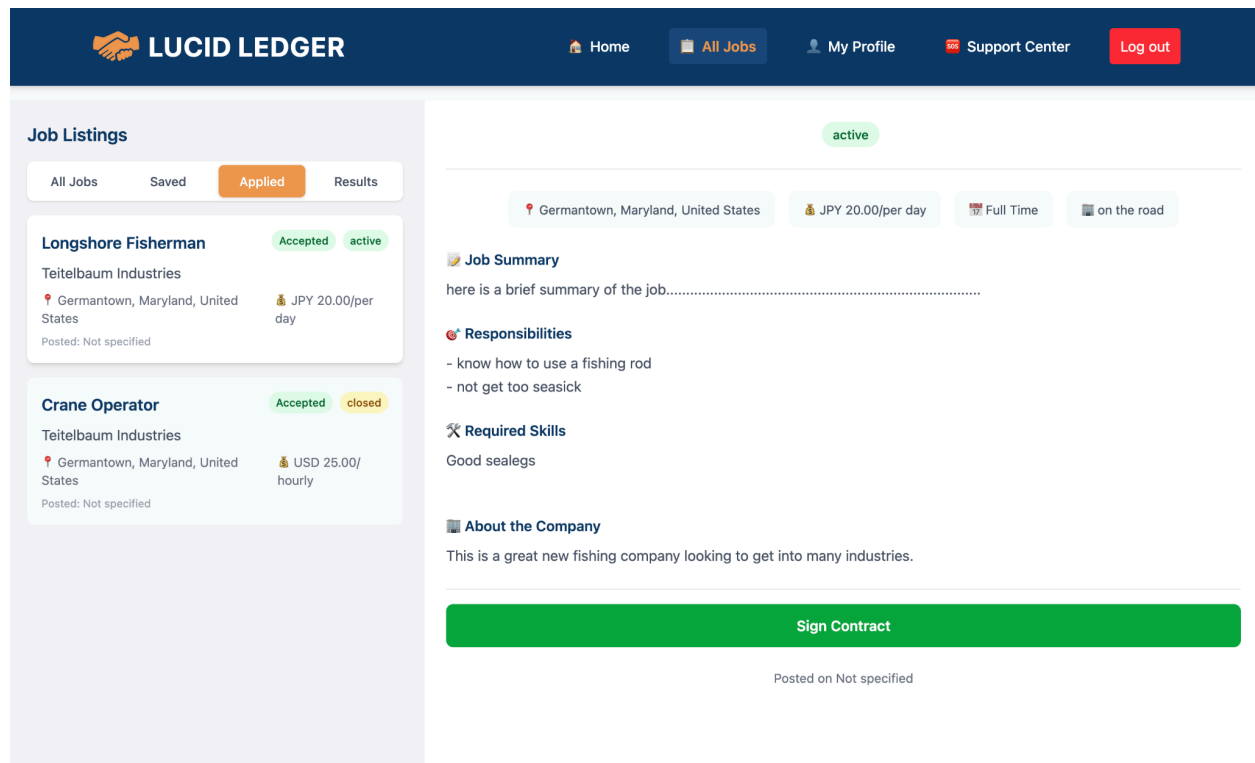 LUCID LEDGER
Home
All Jobs
My Profile
SOS Support Center
Log out
Job Listings
All Jobs
Saved
Applied
Results
Longshore Fisherman
Accepted
active
Teitelbaum Industries
Germantown, Maryland, United
States
JPY 20.00/per
day
Posted: Not specified
Crane Operator
Accepted
closed
Teitelbaum Industries
Germantown, Maryland, United
States
USD 25.00/
hourly
Posted: Not specified
active
Germantown, Maryland, United States
JPY 20.00/per day
17 Full Time
on the road
Job Summary
here is a brief summary of the job...............................................................................
Responsibilities
- know how to use a fishing rod
- not get too seasick
Required Skills
Good sealegs
About the Company
This is a great new fishing company looking to get into many industries.
Sign Contract
Posted on Not specified